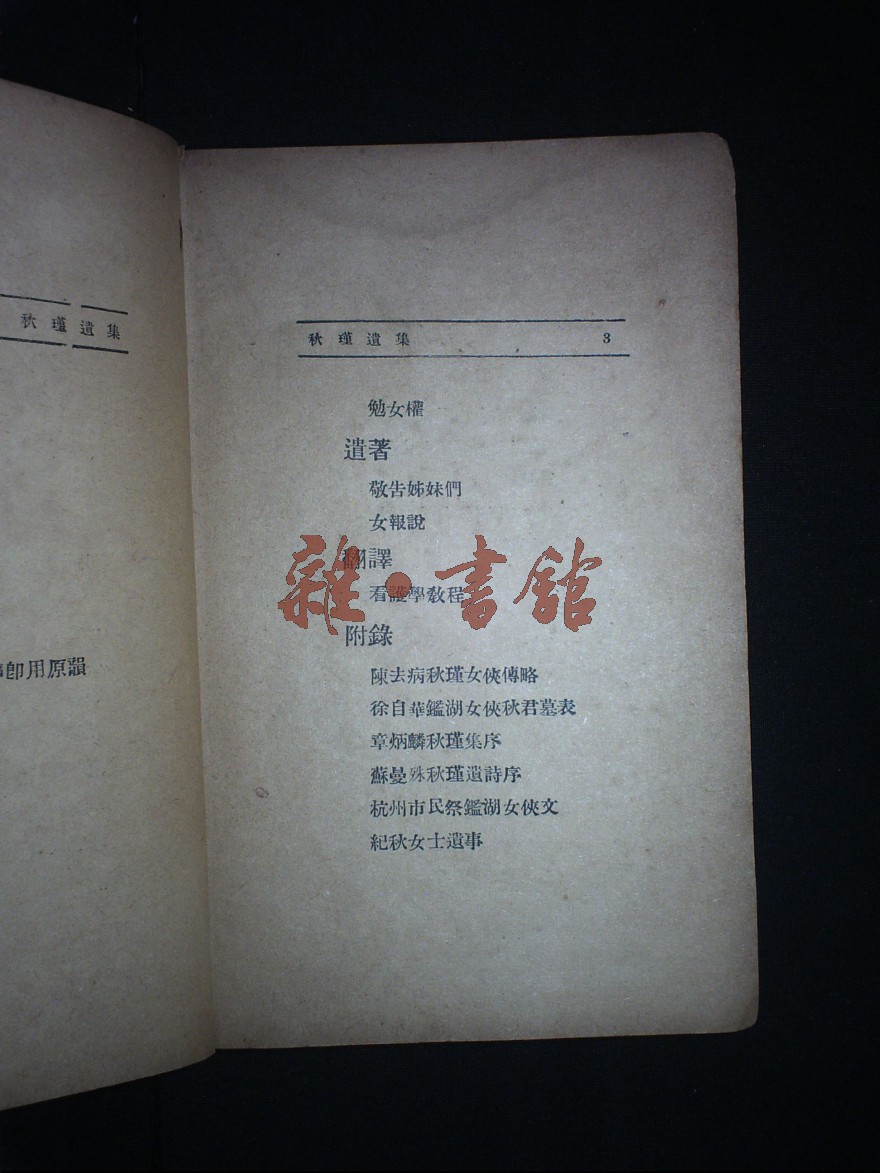 秋瑾遺集
即用原韻
秋瑾遺集 3
勉女權
遺著
敬告姊妹們
女報說
翻譯
看護學敎程
附錄
陳去病秋瑾女俠傳略
徐自華鑑湖女俠秋君墓表
章炳麟秋瑾集序
蘇曼殊秋瑾遺詩序
杭州市民祭鑑湖女俠文
紀秋女士遺事
雜·書館